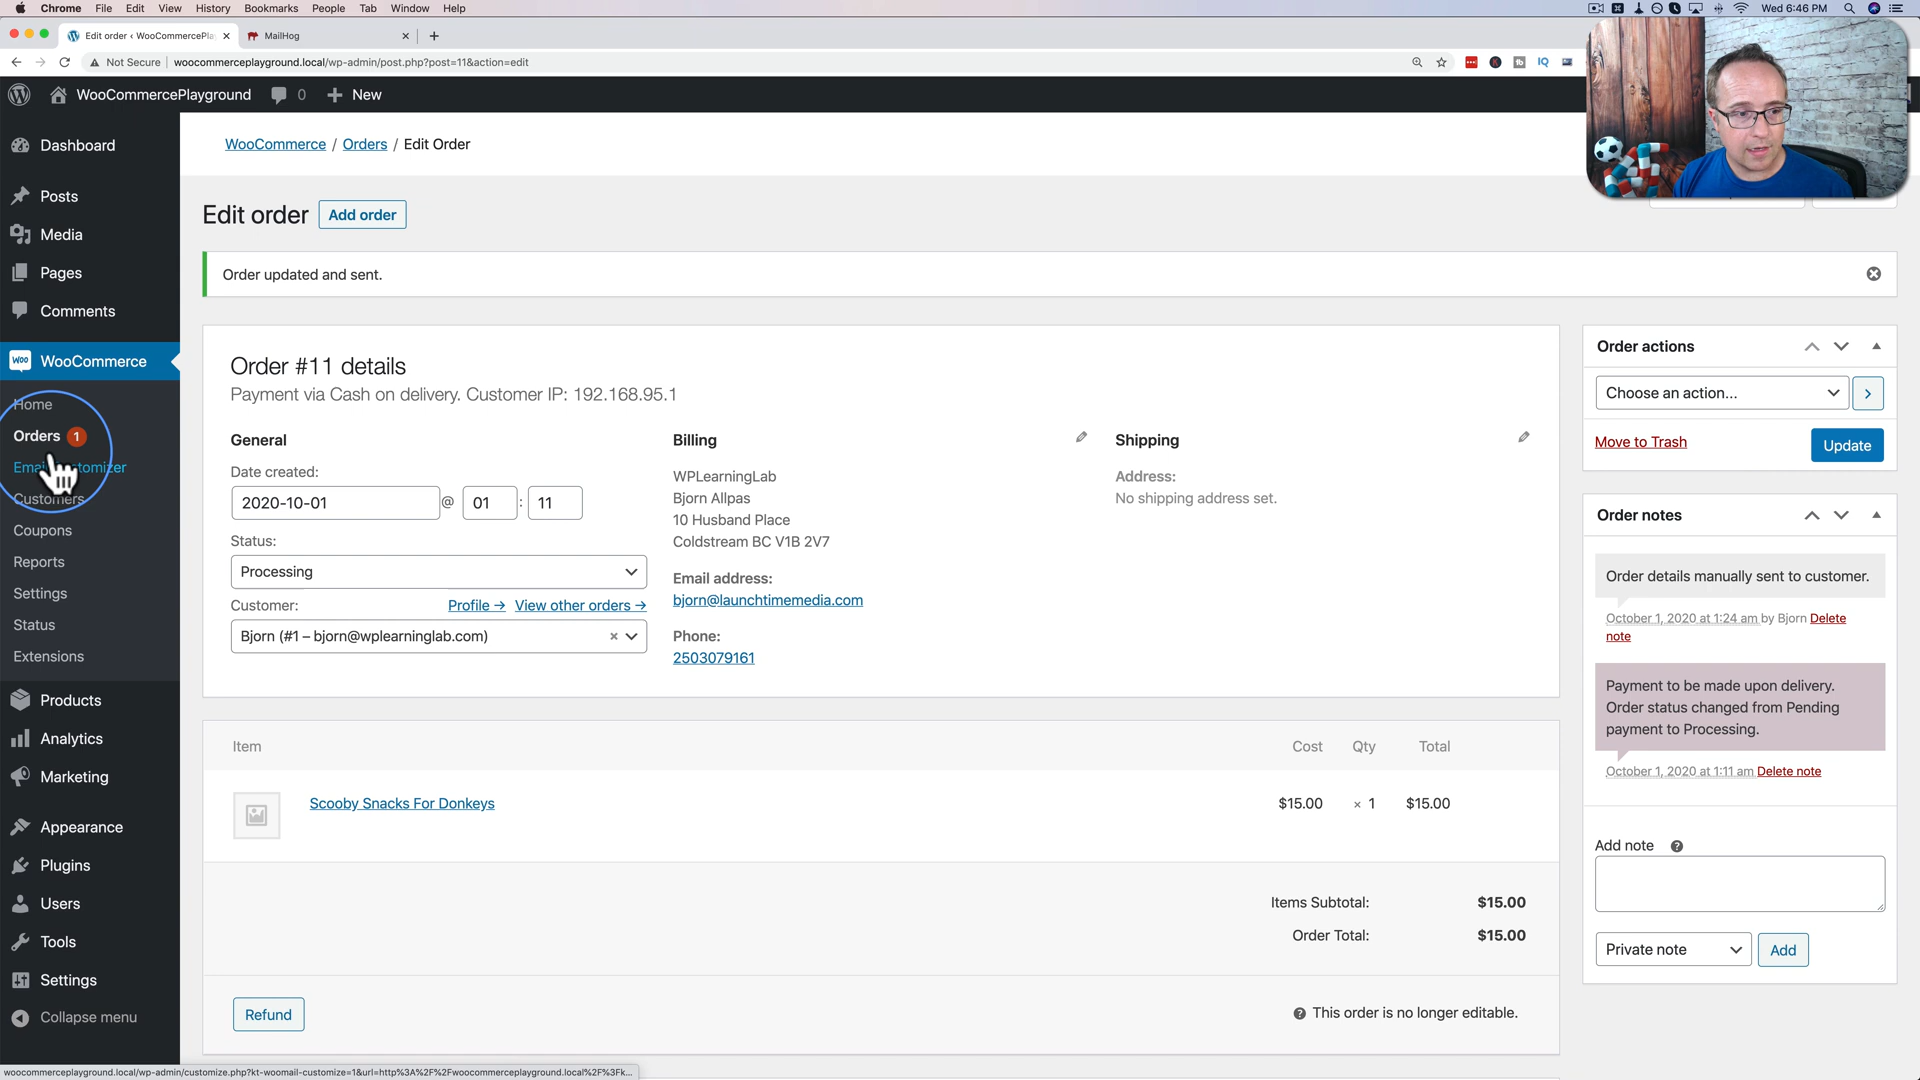 Chrome File Edit View History Bookmarks People Tab Window Help
Wed 6:46 PM
Edit order ‹ WooCommercePla
MailHog
Not Secure woocommerceplayground.local/wp-admin/post.php?post=11&action=edit
WooCommercePlayground 0 New
Dashboard
Posts
Media
Pages
Comments
WooCommerce
Home
Orders 1
Customers
Coupons
Reports
Settings
Status
Extensions
Products
Analytics
Marketing
Appearance
Plugins
Users
Tools
Settings
Collapse menu
WooCommerce / Orders / Edit Order
Edit order Add order
Order updated and sent.
Order #11 details
Payment via Cash on delivery. Customer IP: 192.168.95.1
General
Date created:
2020-10-01 @ 01 : 11
Status:
Processing
Customer: Profile → View other orders →
Bjorn (#1 – bjorn@wplearninglab.com) ×
Billing
WPLearningLab
Bjorn Allpas
10 Husband Place
Coldstream BC V1B 2V7
Email address:
bjorn@launchtimemedia.com
Phone:
2503079161
Shipping
Address:
No shipping address set.
Item Cost Qty Total
Scooby Snacks For Donkeys $15.00 × 1 $15.00
Items Subtotal: $15.00
Order Total: $15.00
Refund
This order is no longer editable.
Order actions
Choose an action...
Move to Trash Update
Order notes
Order details manually sent to customer.
October 1, 2020 at 1:24 am by Bjorn Delete
note
Payment to be made upon delivery.
Order status changed from Pending
payment to Processing.
October 1, 2020 at 1:11 am Delete note
Add note
Private note Add
woocommerceplayground.local/wp-admin/customize.php?kt-woomail-customize=1&url=http%3A%2F%2Fwoocommerceplayground.local%2F%3Fk...